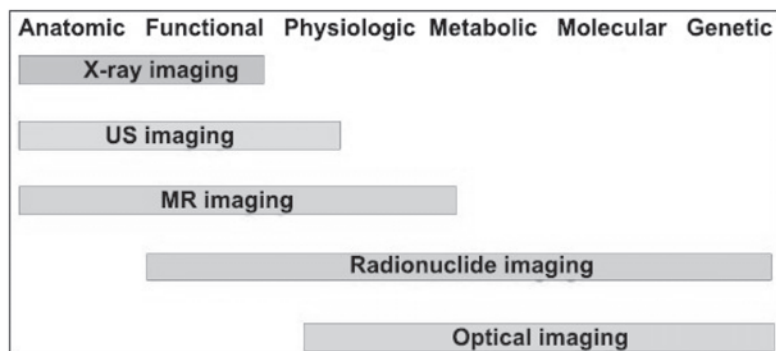 Anatomic Functional Physiologic Metabolic Molecular Genetic
X-ray imaging
US imaging
MR imaging
Radionuclide imaging
Optical imaging